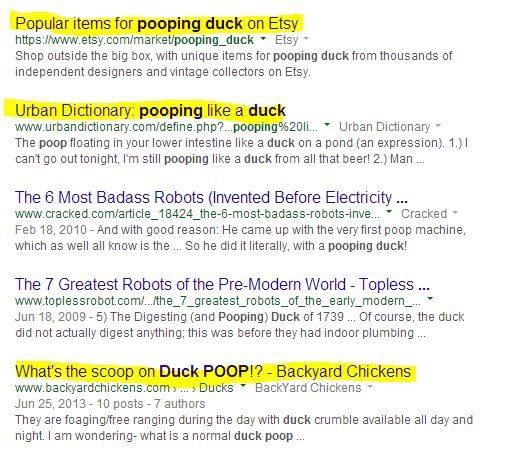 Popular items for pooping duck on Etsy
https://www.etsy.com/market/pooping_duck ▾ Etsy ▾
Shop outside the big box, with unique items for pooping duck from thousands of
independent designers and vintage collectors on Etsy.
Urban Dictionary: pooping like a duck
www.urbandictionary.com/define.php?...pooping%20li... ▾ Urban Dictionary ▾
The poop floating in your lower intestine like a duck on a pond (an expression). 1.) I
can't go out tonight, I'm still pooping like a duck from all that beer! 2.) Man ...
The 6 Most Badass Robots (Invented Before Electricity ...
www.cracked.com/article_18424_the-6-most-badass-robots-inve... ▾ Cracked ▾
Feb 18, 2010 - And with good reason: He came up with the very first poop machine,
which as well all know is the ... So he did it literally, with a pooping duck!
The 7 Greatest Robots of the Pre-Modern World - Topless ...
www.toplessrobot.com/.../the_7_greatest_robots_of_the_early_modern_... ▾
Jun 18, 2009 - 5) The Digesting (and Pooping) Duck of 1739 ... Of course, the duck
did not actually digest anything; this was before they had indoor plumbing ...
What's the scoop on Duck POOP!? - Backyard Chickens
www.backyardchickens.com › ... › Ducks ▾ BackYard Chickens ▾
Jun 25, 2013 - 10 posts - 7 authors
They are foaging/free ranging during the day with duck crumble available all day and
night. I am wondering- what is a normal duck poop ...